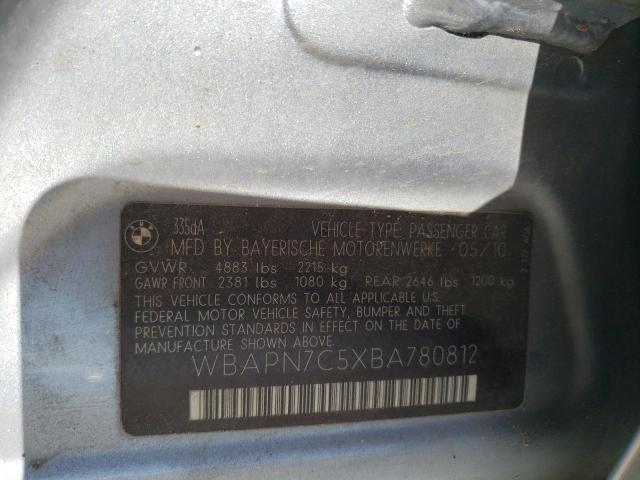 BMW
335dA VEHICLE TYPE: PASSENGER CAR
MFD BY BAYERISCHE MOTORENWERKE 05/10
GVWR 4883 lbs 2215 kg
GAWR FRONT 2381 lbs 1080 kg REAR 2646 lbs 1200 kg
THIS VEHICLE CONFORMS TO ALL APPLICABLE U.S.
FEDERAL MOTOR VEHICLE SAFETY, BUMPER, AND THEFT
PREVENTION STANDARDS IN EFFECT ON THE DATE OF
MANUFACTURE SHOWN ABOVE.
WBAPN7C5XBA780812